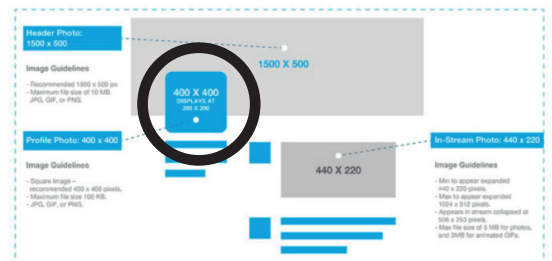 Header Photo:
1500 x 500
Image Guidelines
- Recommended 1500 x 500 px
- Maximum file size of 10 MB.
JPG, GIF, or PNG.
1500 X 500
400 X 400
DISPLAYS AT
200 X 200
Profile Photo: 400 x 400
Image Guidelines
- Square Image –
recommended 400 x 400 pixels.
- Maximum file size 100 KB.
- JPG, GIF, or PNG.
440 X 220
In-Stream Photo: 440 x 220
Image Guidelines
- Min to appear expanded
440 x 220 pixels.
- Max to appear expanded
1024 x 512 pixels.
- Appears in stream collapsed at
506 x 253 pixels.
- Max file size of 5 MB for photos,
and 3MB for animated GIFs.